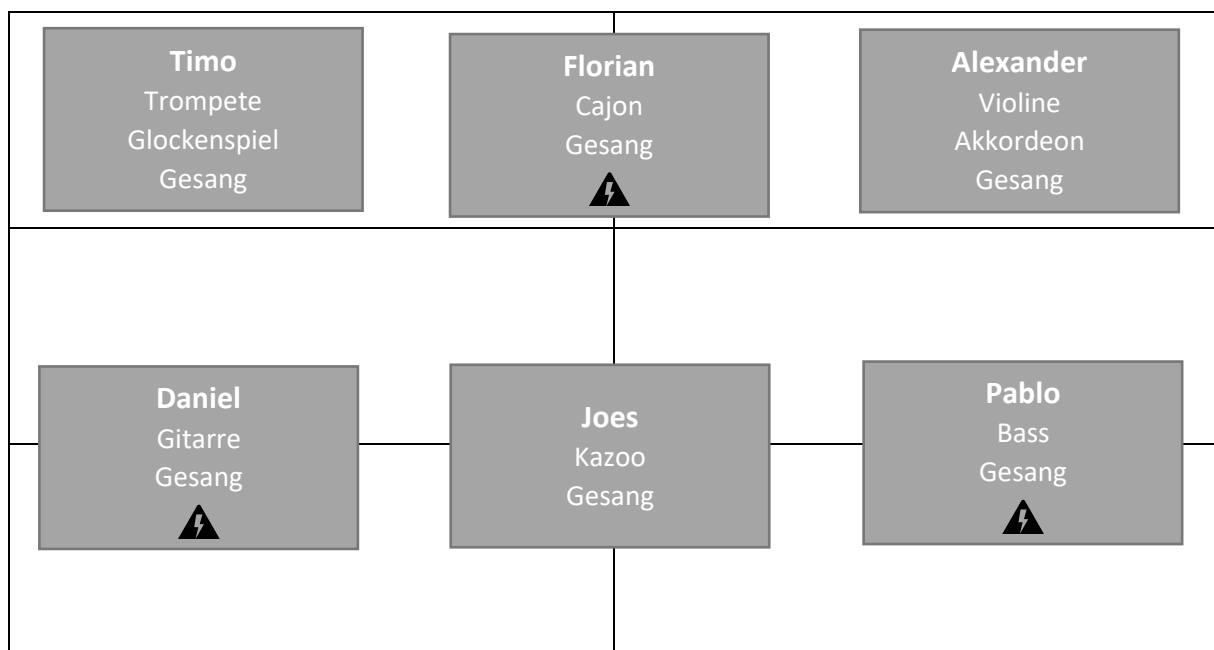 Timo
Trompete
Glockenspiel
Gesang
Florian
Cajon
Gesang
Alexander
Violine
Akkordeon
Gesang
Daniel
Gitarre
Gesang
Joes
Kazoo
Gesang
Pablo
Bass
Gesang